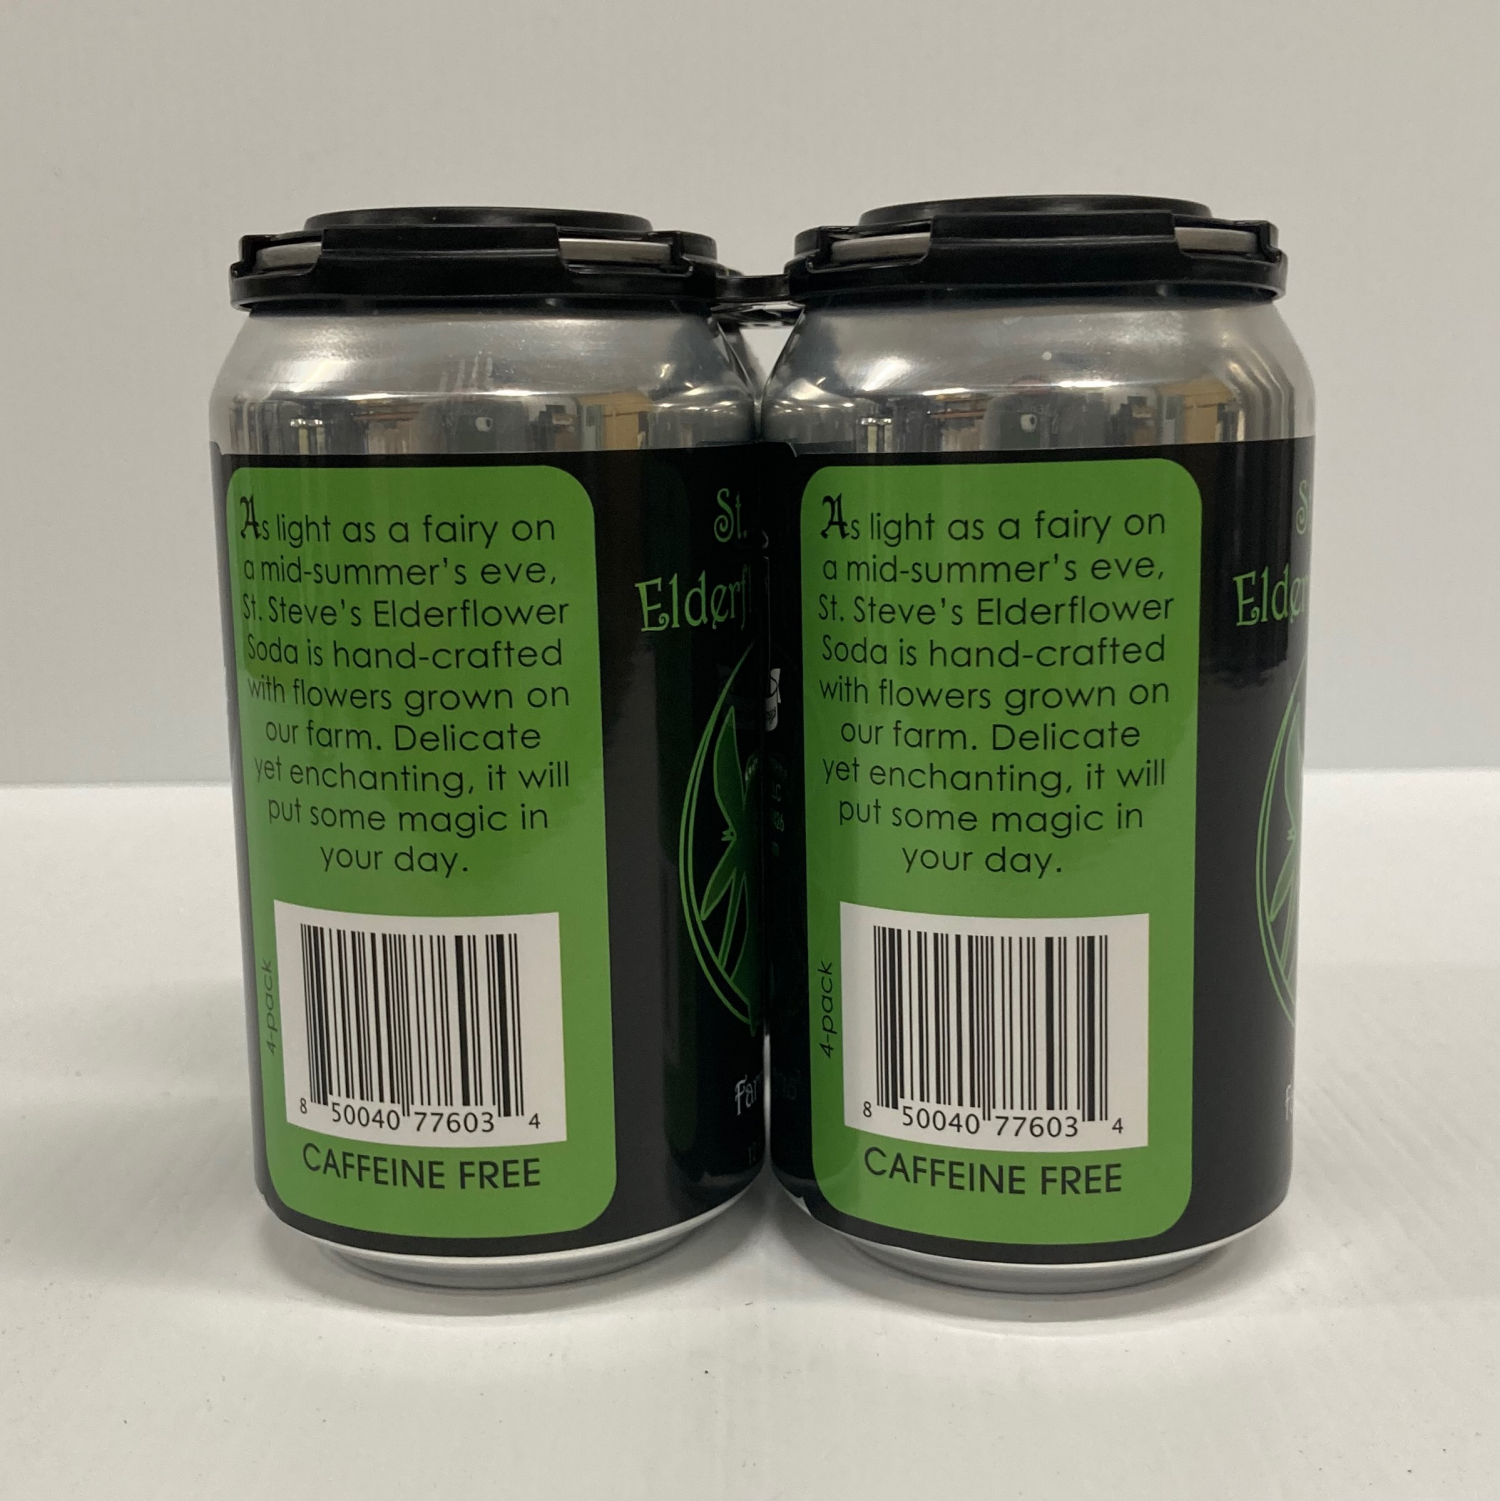 As light as a fairy on
a mid-summer's eve,
St. Steve's Elderflower
Soda is hand-crafted
with flowers grown on
our farm. Delicate
yet enchanting, it will
put some magic in
your day.
4-pack
8 50040 77603 4
CAFFEINE FREE
St.
As light as a fairy on
a mid-summer's eve,
St. Steve's Elderflower
Soda is hand-crafted
with flowers grown on
our farm. Delicate
yet enchanting, it will
put some magic in
your day.
4-pack
8 50040 77603 4
CAFFEINE FREE